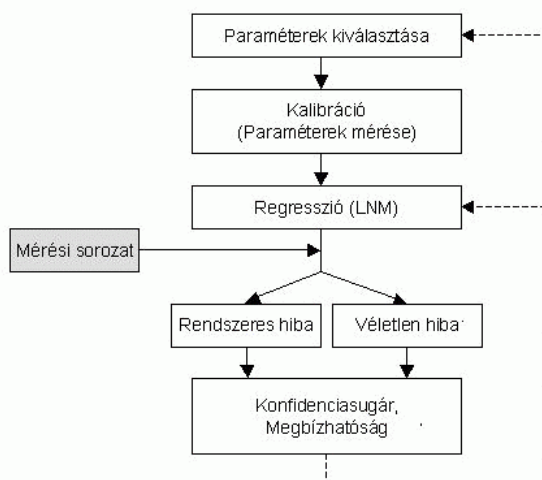 Paraméterek kiválasztása
Kalibráció
(Paraméterek mérése)
Regresszió (LNM)
Mérési sorozat
Rendszeres hiba
Véletlen hiba
Konfidenciasugár,
Megbízhatóság